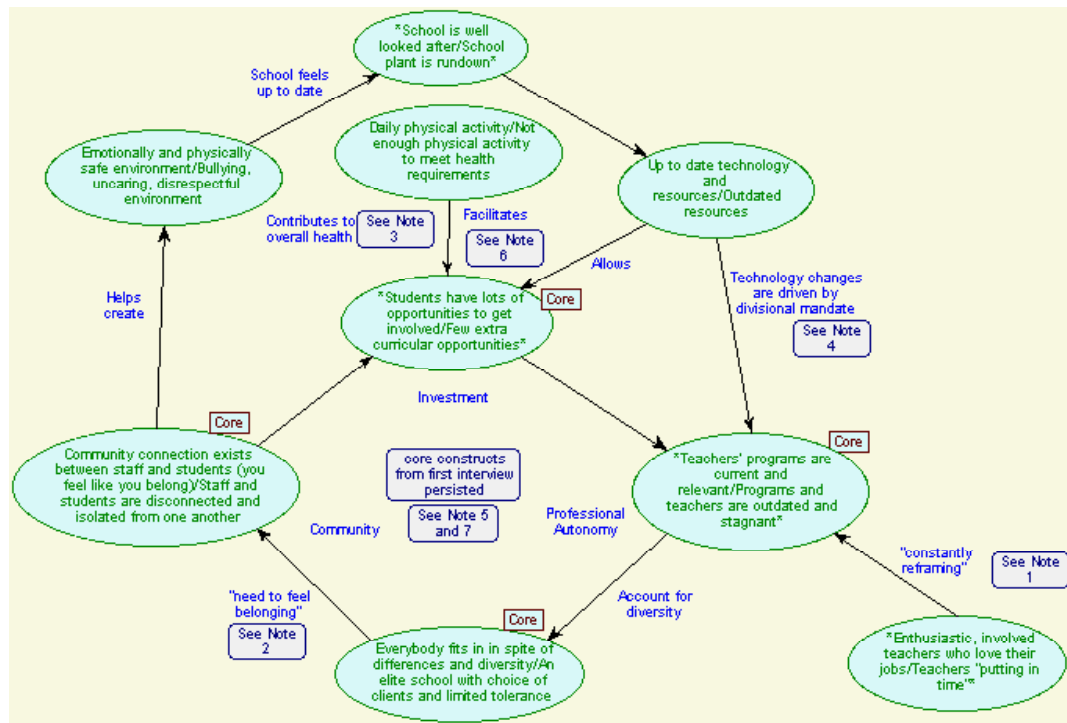 *School is well
looked after/School
plant is rundown*
School feels
up to date
Daily physical activity/Not
enough physical activity
to meet health
requirements
Emotionally and physically
safe environment/Bullying,
uncaring, disrespectful
environment
Up to date technology
and
resources/Outdated
resources
Contributes to
overall health
See Note
3
Facilitates
See Note
6
Allows
Technology changes
are driven by
divisional mandate
See Note
4
Helps
create
Core
*Students have lots of
opportunities to get
involved/Few extra
curricular opportunities*
Investment
Core
Community connection exists
between staff and students (you
feel like you belong)/Staff and
students are disconnected and
isolated from one another
core constructs
from first interview
persisted
See Note 5
and 7
Community
Professional
Autonomy
Core
*Teachers' programs are
current and
relevant/Programs and
teachers are outdated and
stagnant*
"constantly
reframing"
See Note
1
"need to feel
belonging"
See Note
2
Account for
diversity
Core
Everybody fits in in spite of
differences and diversity/An
elite school with choice of
clients and limited tolerance
*Enthusiastic, involved
teachers who love their
jobs/Teachers "putting in
time"*